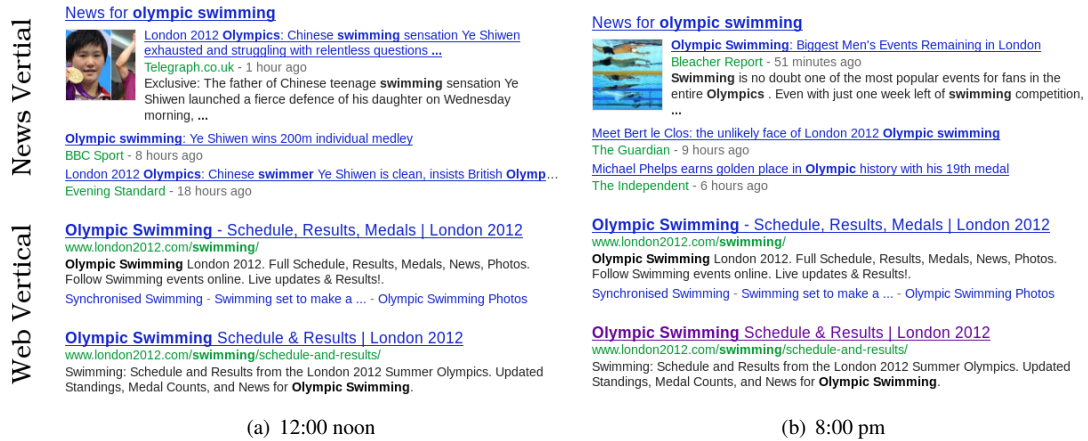 News Vertial
News for olympic swimming
London 2012 Olympics: Chinese swimming sensation Ye Shiwen
exhausted and struggling with relentless questions ...
Telegraph.co.uk - 1 hour ago
Exclusive: The father of Chinese teenage swimming sensation Ye
Shiwen launched a fierce defence of his daughter on Wednesday
morning, ...
Olympic swimming: Ye Shiwen wins 200m individual medley
BBC Sport - 8 hours ago
London 2012 Olympics: Chinese swimmer Ye Shiwen is clean, insists British Olymp...
Evening Standard - 18 hours ago
Web Vertical
Olympic Swimming - Schedule, Results, Medals | London 2012
www.london2012.com/swimming/
Olympic Swimming London 2012. Full Schedule, Results, Medals, News, Photos.
Follow Swimming events online. Live updates & Results!.
Synchronised Swimming - Swimming set to make a ... - Olympic Swimming Photos
Olympic Swimming Schedule & Results | London 2012
www.london2012.com/swimming/schedule-and-results/
Swimming: Schedule and Results from the London 2012 Summer Olympics. Updated
Standings, Medal Counts, and News for Olympic Swimming.
(a) 12:00 noon
News for olympic swimming
Olympic Swimming: Biggest Men's Events Remaining in London
Bleacher Report - 51 minutes ago
Swimming is no doubt one of the most popular events for fans in the
entire Olympics . Even with just one week left of swimming competition,
...
Meet Bert le Clos: the unlikely face of London 2012 Olympic swimming
The Guardian - 9 hours ago
Michael Phelps earns golden place in Olympic history with his 19th medal
The Independent - 6 hours ago
Olympic Swimming - Schedule, Results, Medals | London 2012
www.london2012.com/swimming/
Olympic Swimming London 2012. Full Schedule, Results, Medals, News, Photos.
Follow Swimming events online. Live updates & Results!.
Synchronised Swimming - Swimming set to make a ... - Olympic Swimming Photos
Olympic Swimming Schedule & Results | London 2012
www.london2012.com/swimming/schedule-and-results/
Swimming: Schedule and Results from the London 2012 Summer Olympics. Updated
Standings, Medal Counts, and News for Olympic Swimming.
(b) 8:00 pm